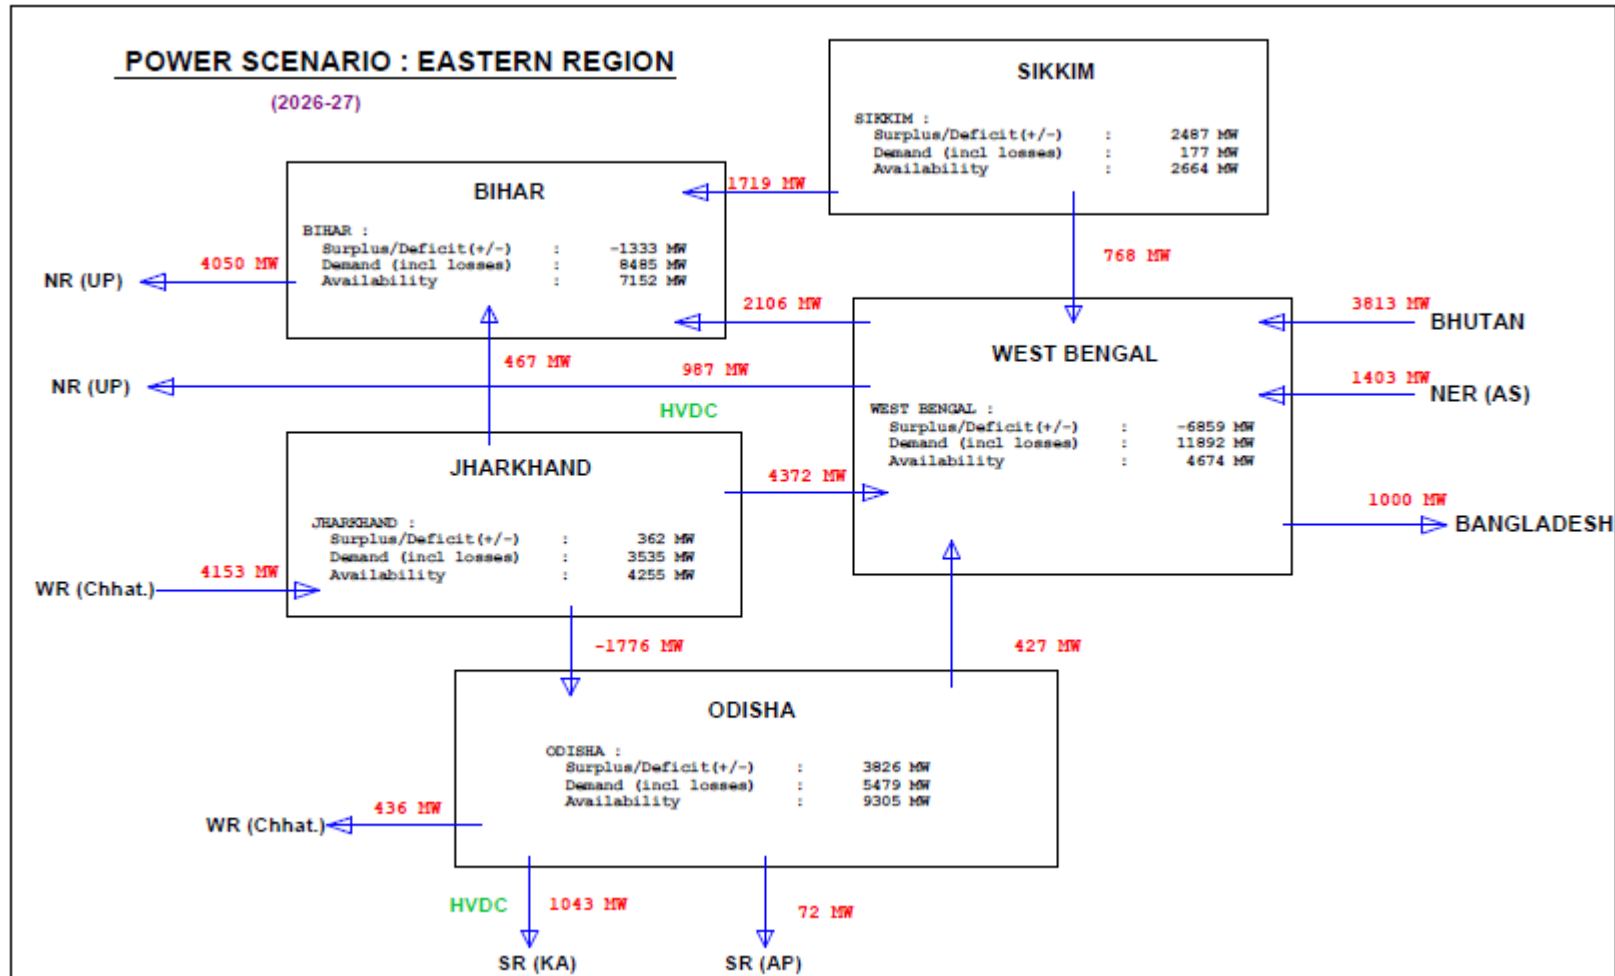 POWER SCENARIO : EASTERN REGION
(2026-27)
SIKKIM
SIKKIM :
Surplus/Deficit(+/-) : 2487 MW
Demand (incl losses) : 177 MW
Availability : 2664 MW
1719 MW
768 MW
BIHAR
BIHAR :
Surplus/Deficit(+/-) : -1333 MW
Demand (incl losses) : 8485 MW
Availability : 7152 MW
4050 MW
NR (UP)
2106 MW
467 MW
987 MW
NR (UP)
HVDC
WEST BENGAL
WEST BENGAL :
Surplus/Deficit(+/-) : -6859 MW
Demand (incl losses) : 11892 MW
Availability : 4674 MW
3813 MW
BHUTAN
1403 MW
NER (AS)
1000 MW
BANGLADESH
JHARKHAND
JHARKHAND :
Surplus/Deficit(+/-) : 362 MW
Demand (incl losses) : 3535 MW
Availability : 4255 MW
4372 MW
4153 MW
WR (Chhat.)
-1776 MW
427 MW
ODISHA
ODISHA :
Surplus/Deficit(+/-) : 3826 MW
Demand (incl losses) : 5479 MW
Availability : 9305 MW
436 MW
WR (Chhat.)
HVDC
1043 MW
72 MW
SR (KA)
SR (AP)